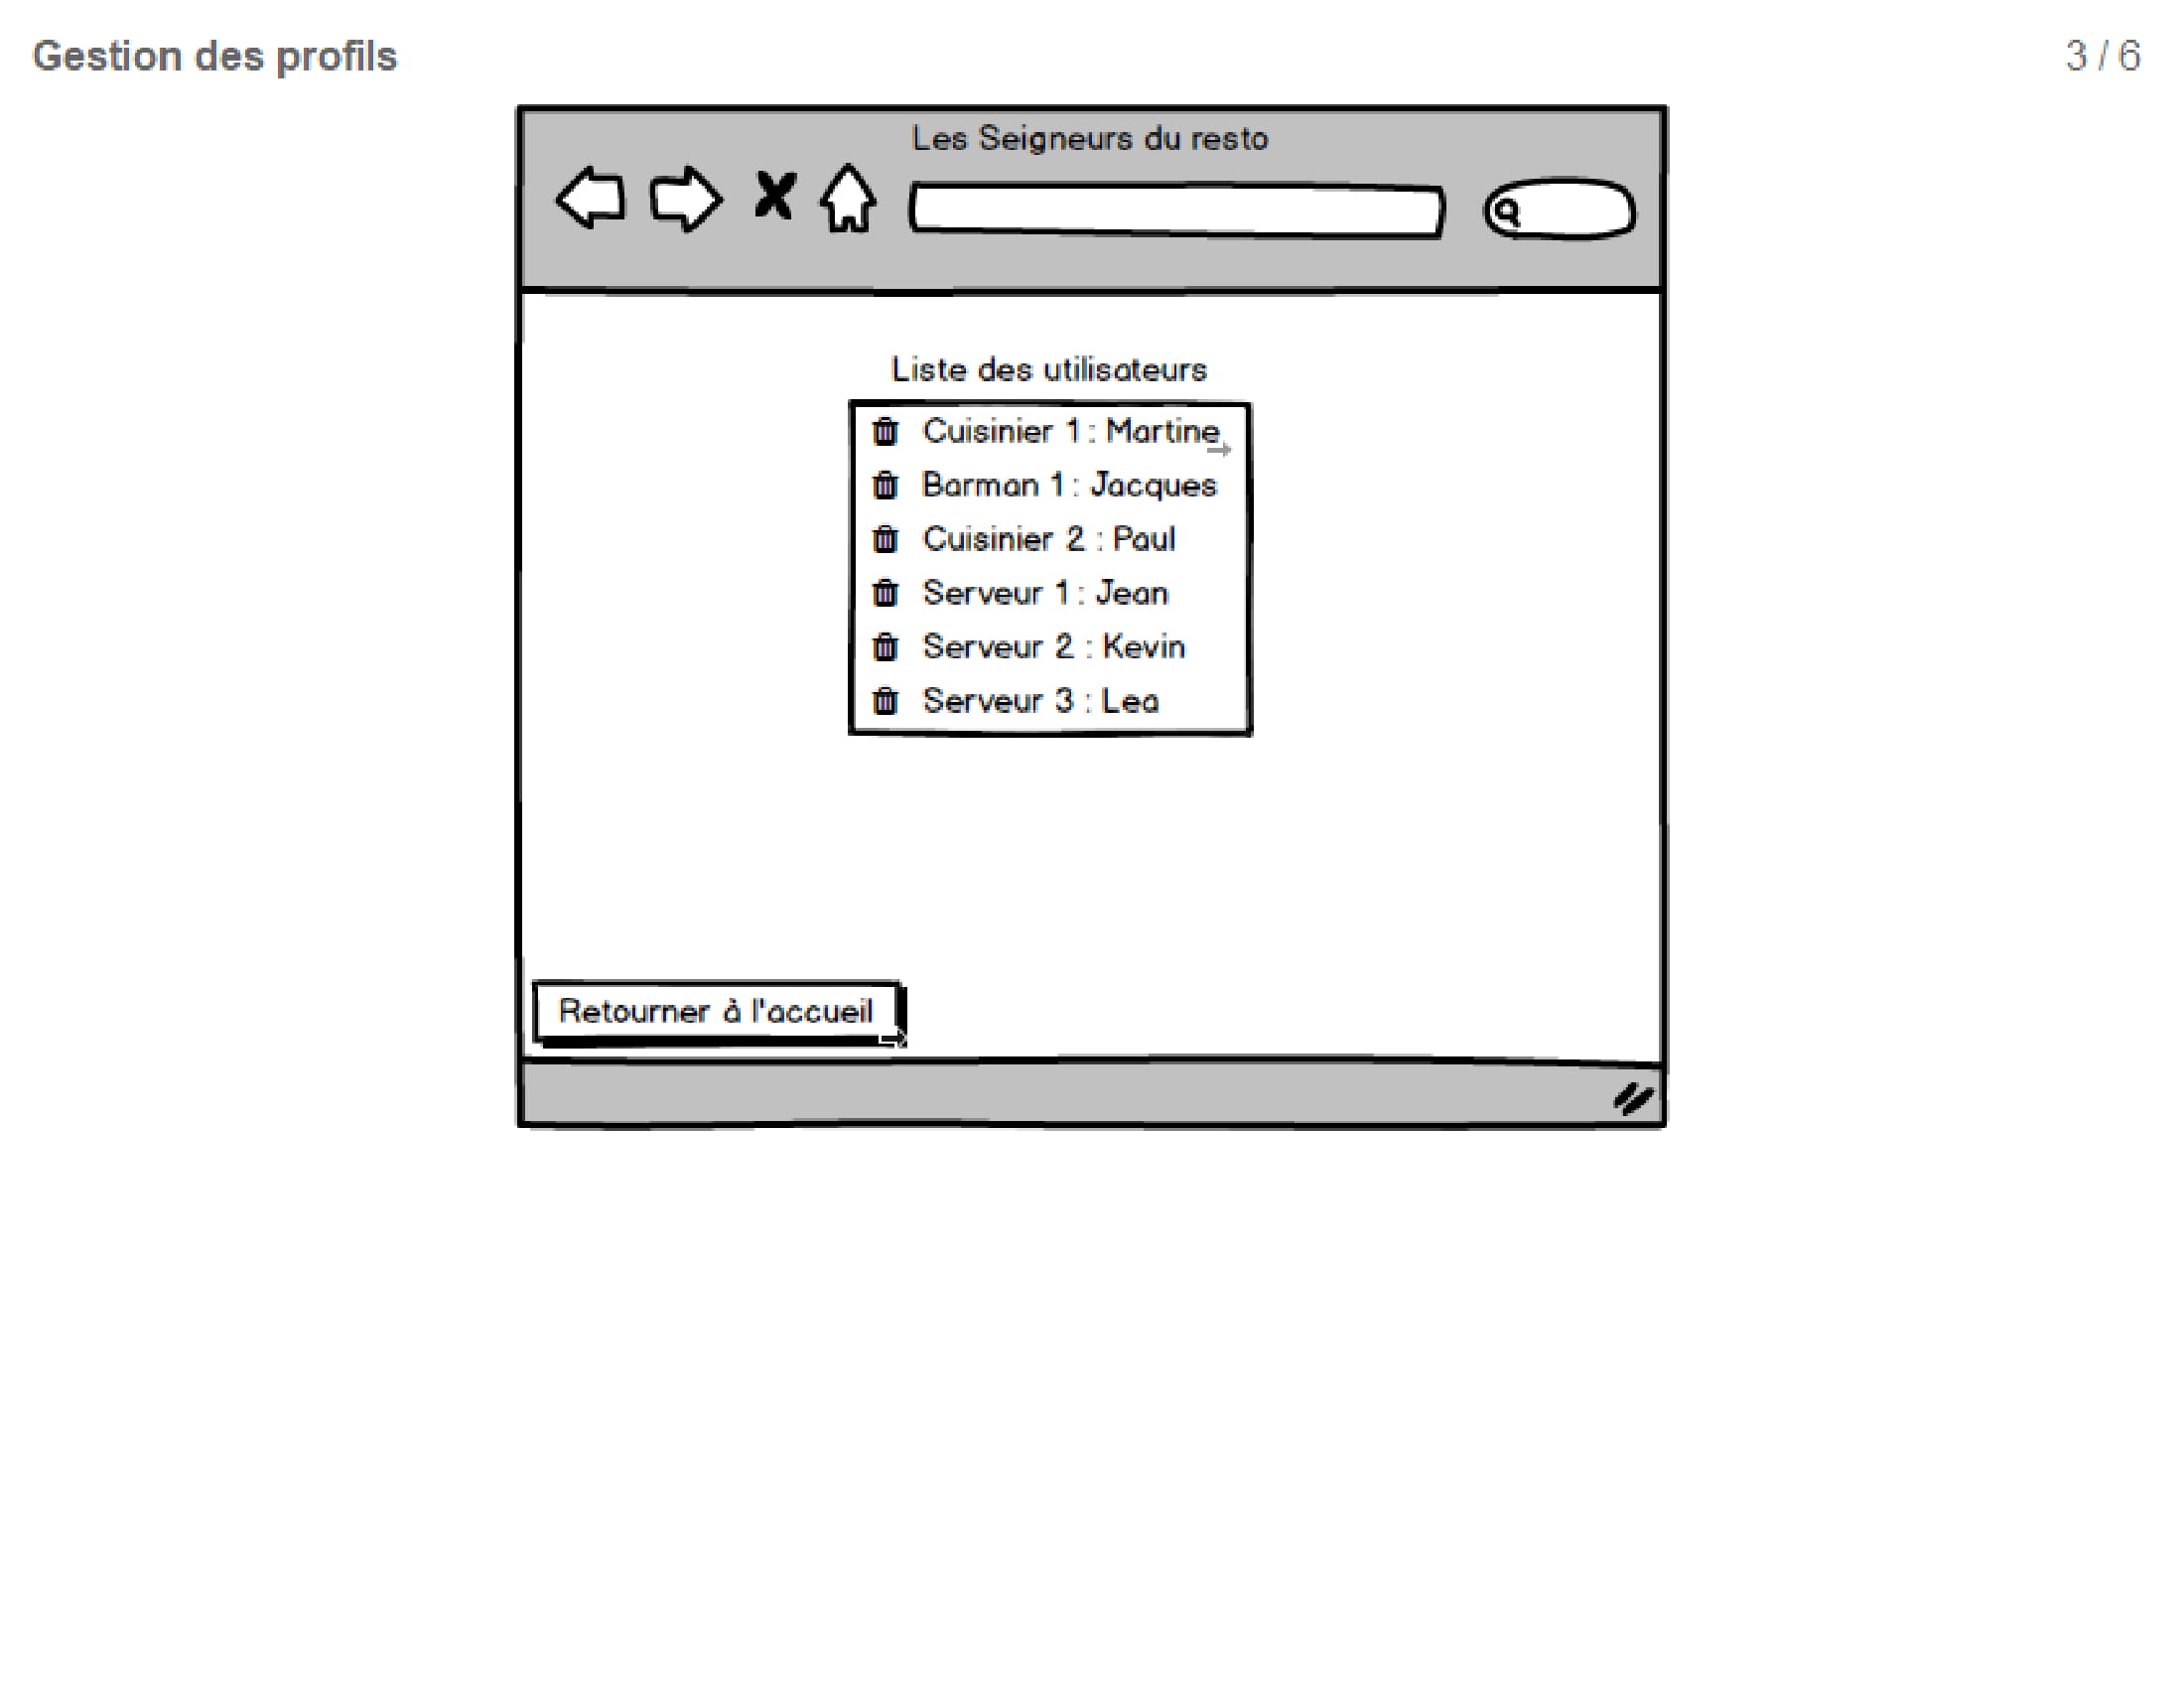 Gestion des profils
3 / 6
Les Seigneurs du resto
Liste des utilisateurs
Cuisinier 1 : Martine
Barman 1 : Jacques
Cuisinier 2 : Paul
Serveur 1 : Jean
Serveur 2 : Kevin
Serveur 3 : Lea
Retourner à l'accueil